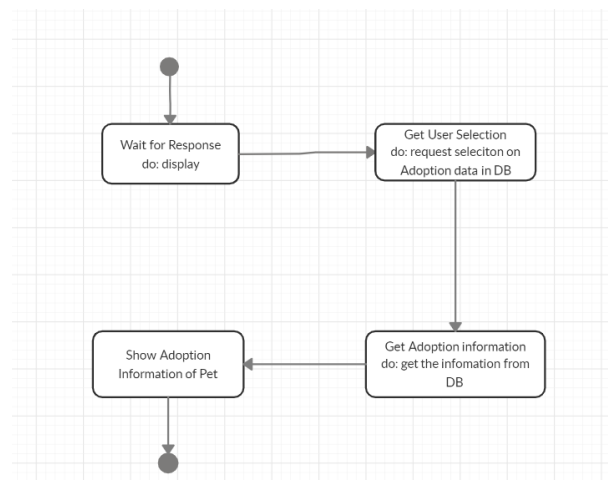 Wait for Response
do: display
Get User Selection
do: request seleciton on
Adoption data in DB
Get Adoption information
do: get the infomation from
DB
Show Adoption
Information of Pet